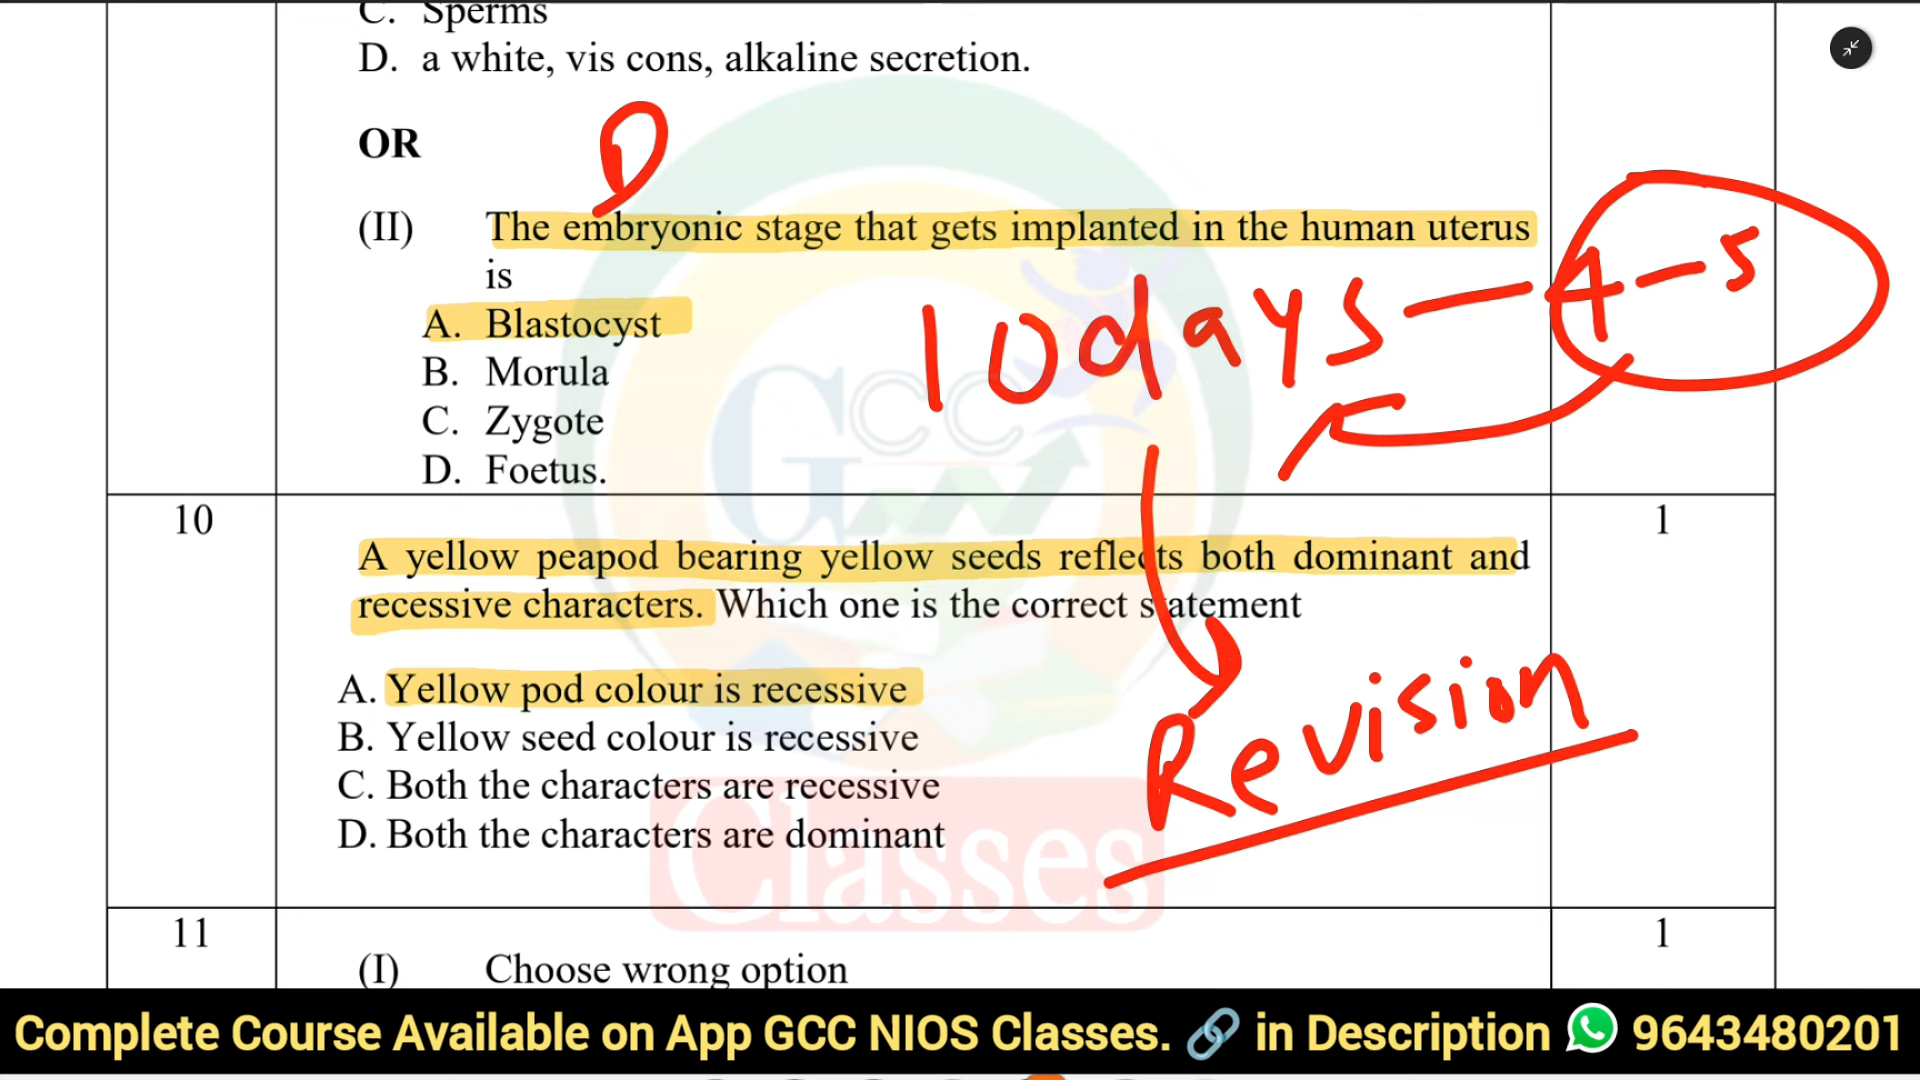 C. Sperms
D. a white, vis cons, alkaline secretion.
OR
D
(II) The embryonic stage that gets implanted in the human uterus
is
10 days — 4 - 5
A. Blastocyst
B. Morula
C. Zygote
D. Foetus.
GCC
10
1
A yellow peapod bearing yellow seeds reflects both dominant and
recessive characters. Which one is the correct statement
A. Yellow pod colour is recessive
B. Yellow seed colour is recessive
C. Both the characters are recessive
D. Both the characters are dominant
Revision
Classes
11
1
(I) Choose wrong option
Complete Course Available on App GCC NIOS Classes. 🔗 in Description 9643480201